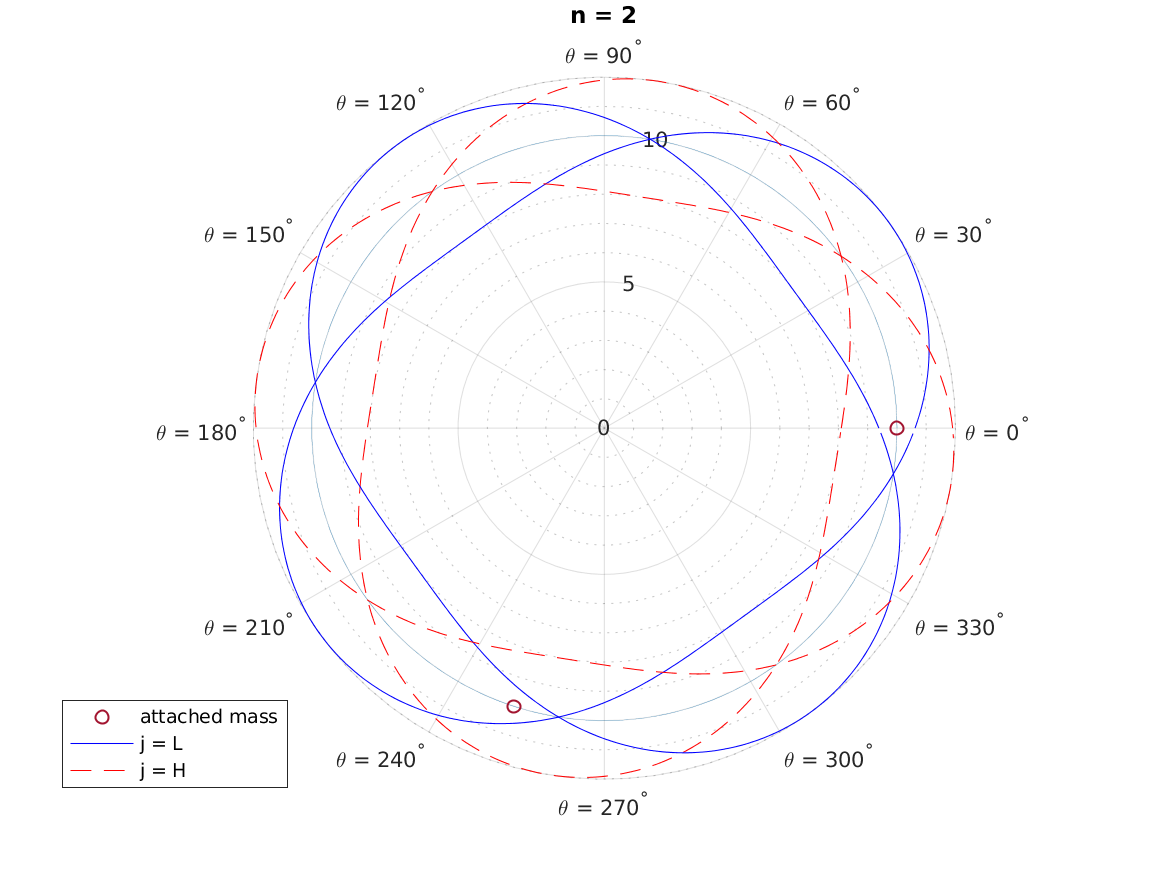 n = 2
θ = 90°
θ = 120°
θ = 60°
10
θ = 150°
θ = 30°
5
θ = 180°
0
θ = 0°
θ = 210°
θ = 330°
θ = 240°
θ = 300°
θ = 270°
attached mass
j = L
j = H